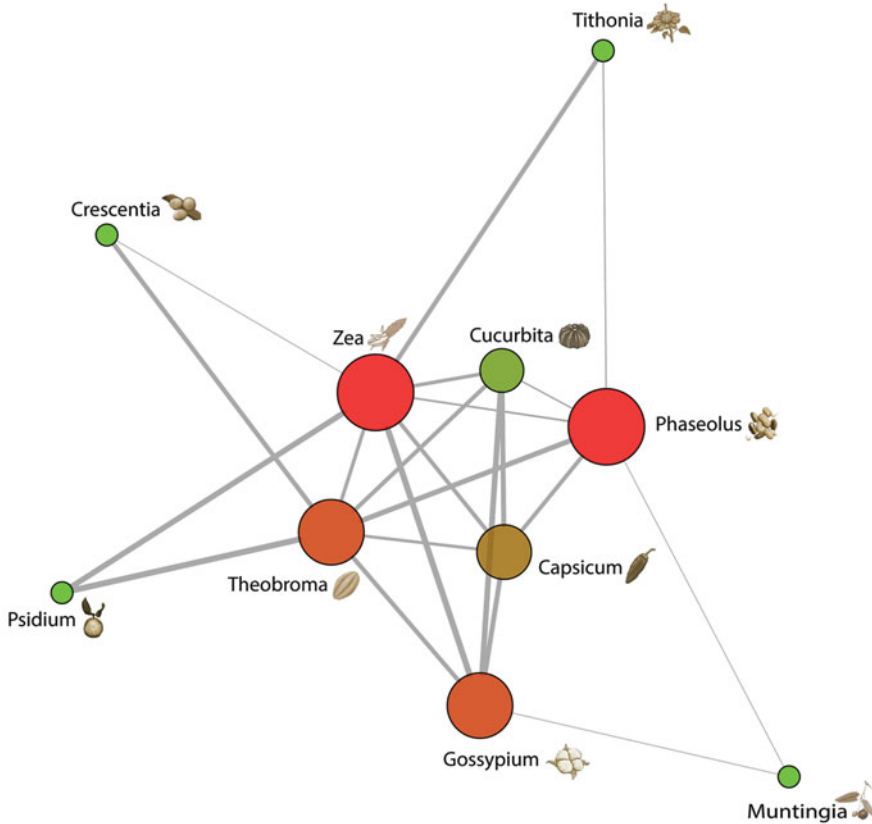 Tithonia
Crescentia
Zea
Cucurbita
Phaseolus
Theobroma
Capsicum
Psidium
Gossypium
Muntingia